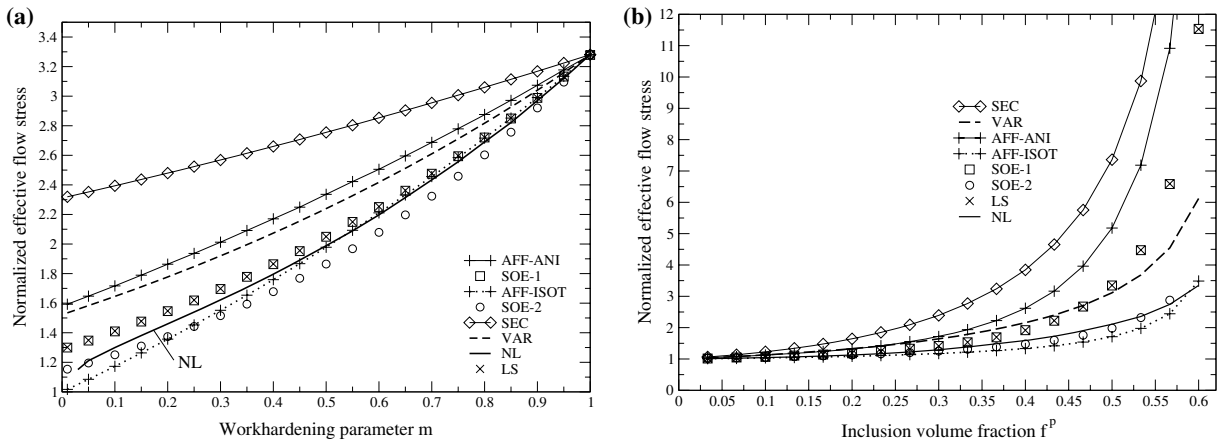 (a)
Normalized effective flow stress
3.4
3.2
3
2.8
2.6
2.4
2.2
2
1.8
1.6
1.4
1.2
1
0
0.1
0.2
0.3
0.4
0.5
0.6
0.7
0.8
0.9
1
Workhardening parameter m
NL
AFF-ANI
SOE-1
AFF-ISOT
SOE-2
SEC
VAR
NL
LS
(b)
Normalized effective flow stress
12
11
10
9
8
7
6
5
4
3
2
1
0
0
0.05
0.1
0.15
0.2
0.25
0.3
0.35
0.4
0.45
0.5
0.55
0.6
Inclusion volume fraction f^p
SEC
VAR
AFF-ANI
AFF-ISOT
SOE-1
SOE-2
LS
NL